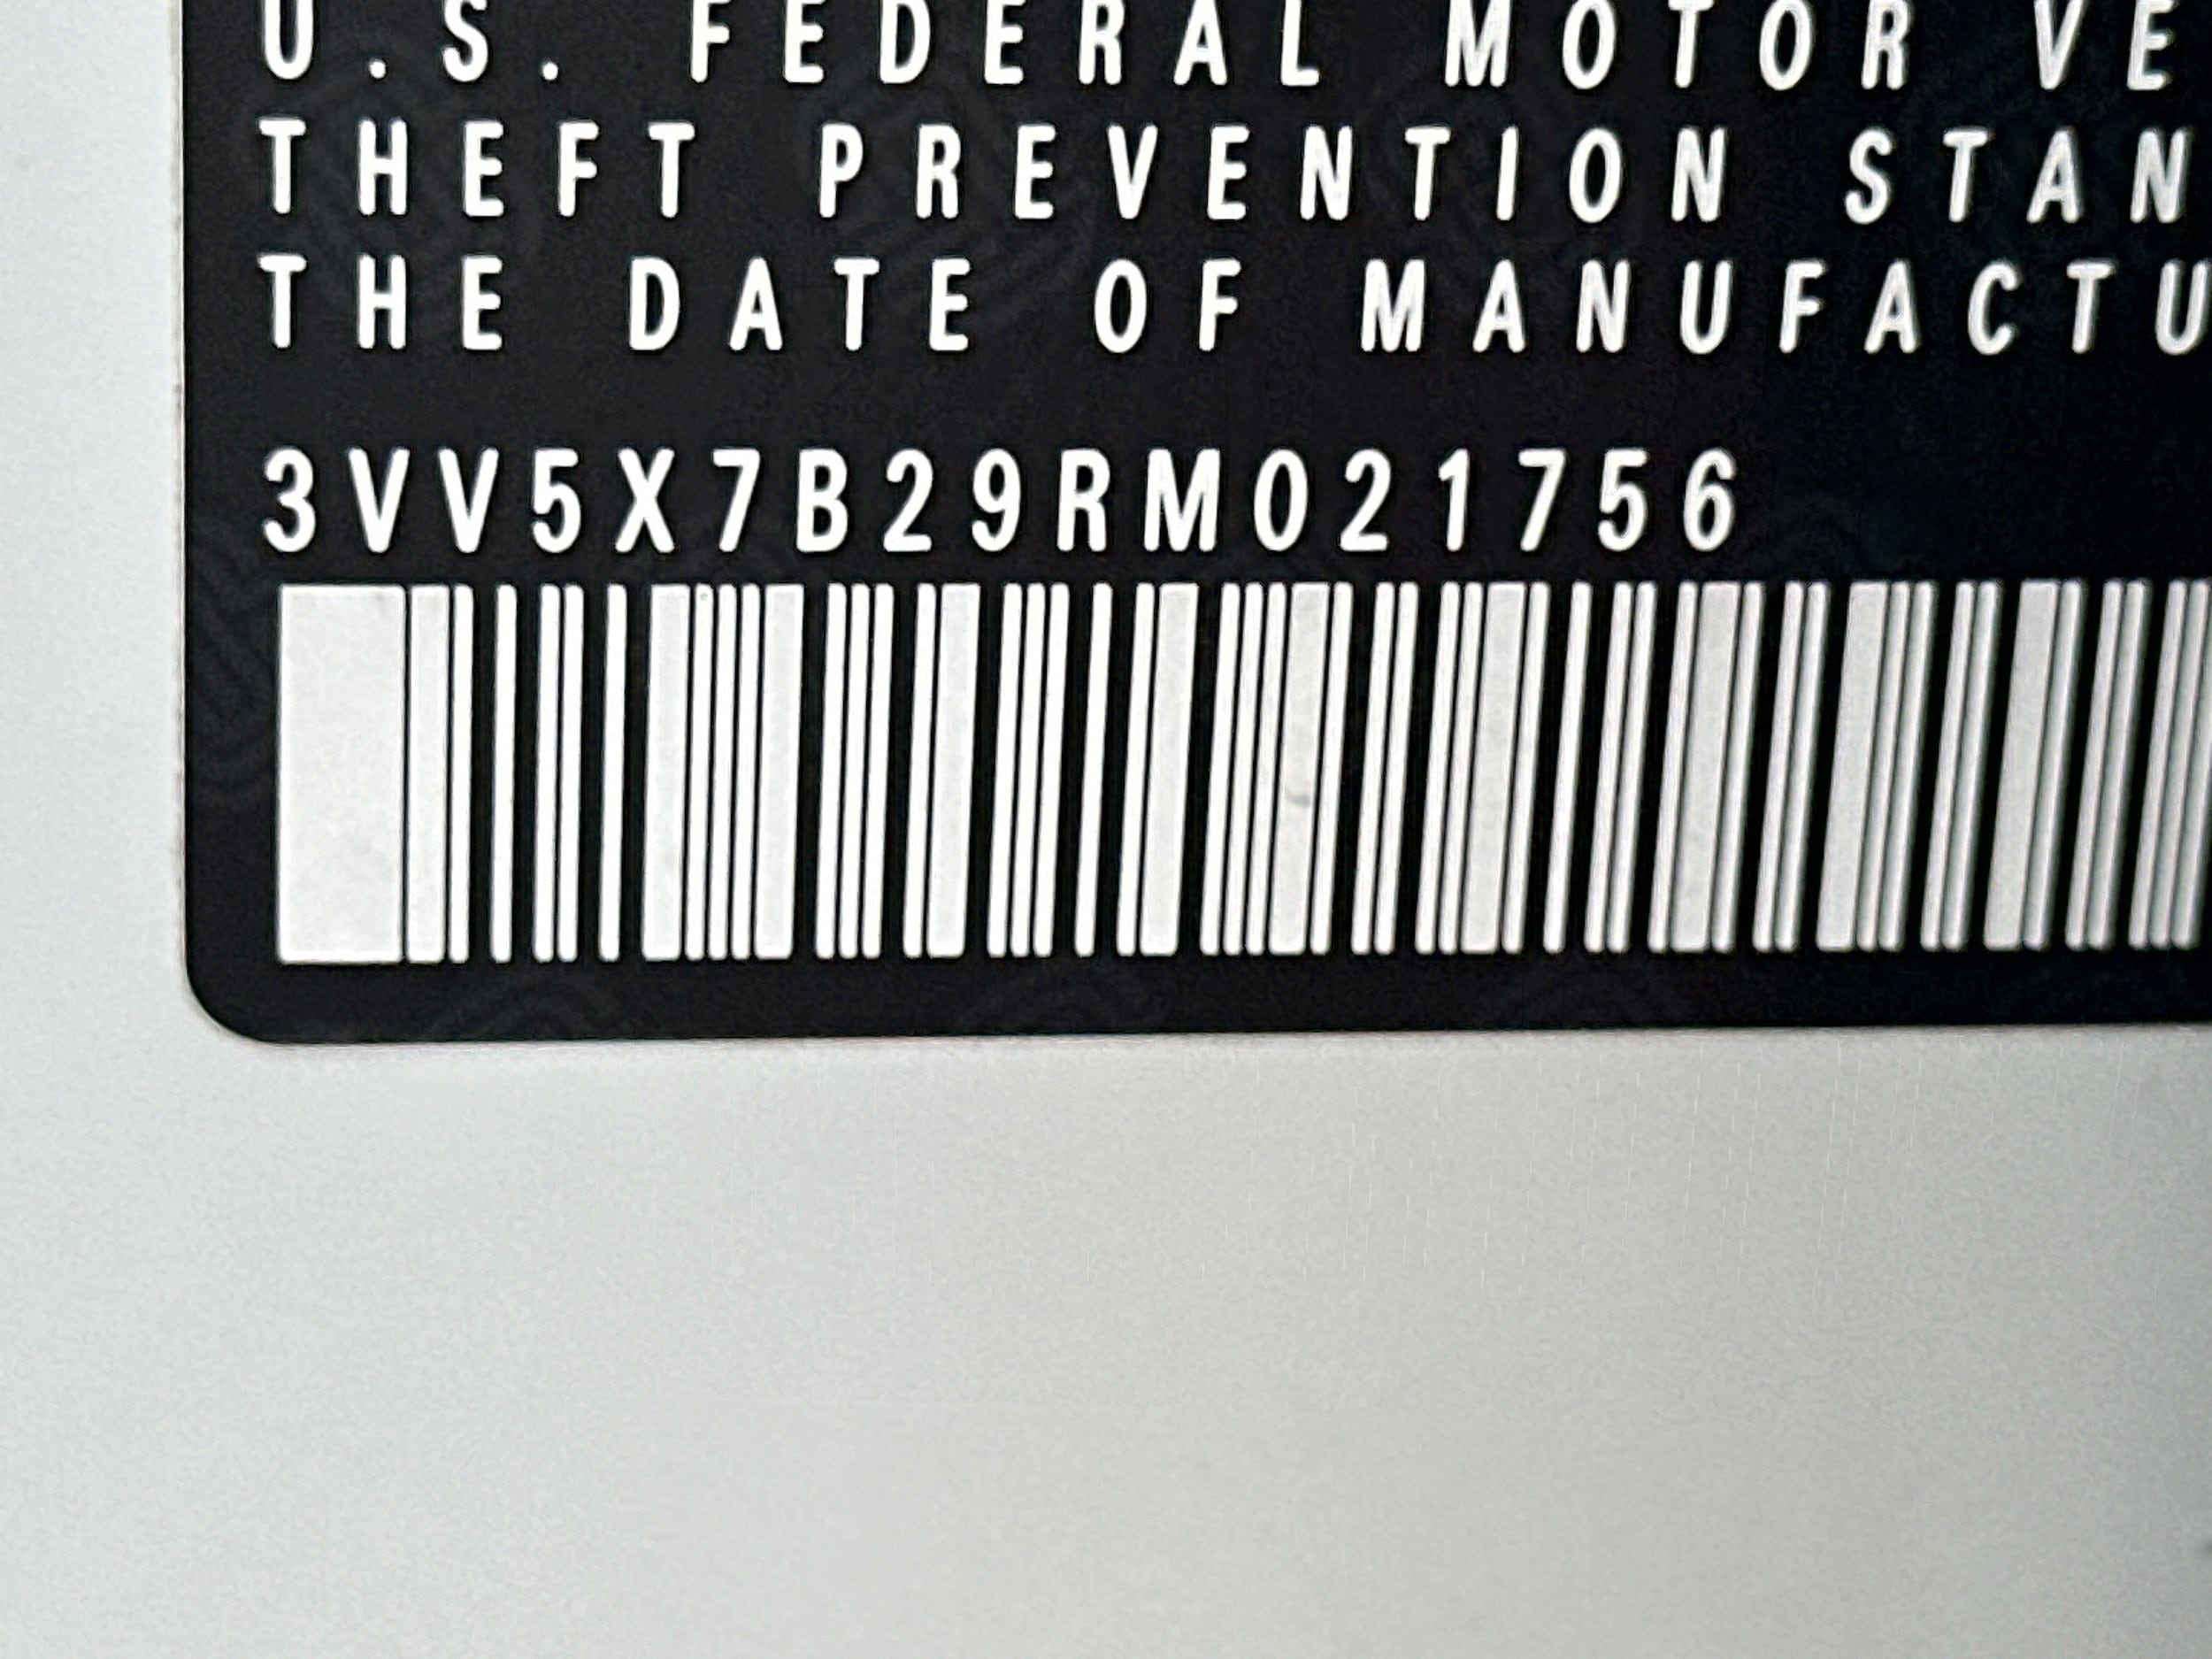 U.S. FEDERAL MOTOR VE
THEFT PREVENTION STAN
THE DATE OF MANUFACTU
3VV5X7B29RM021756